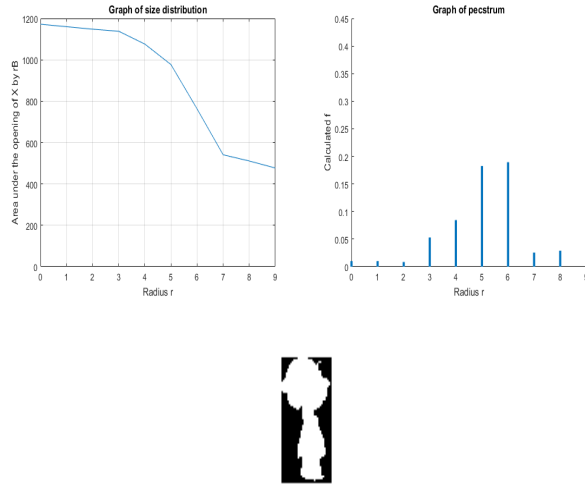 Graph of size distribution
1200
1000
800
600
400
200
0
0 1 2 3 4 5 6 7 8 9
Radius r
Area under the opening of X by rB
Graph of pecstrum
0.45
0.4
0.35
0.3
0.25
0.2
0.15
0.1
0.05
0
0 1 2 3 4 5 6 7 8 9
Radius r
Calculated f